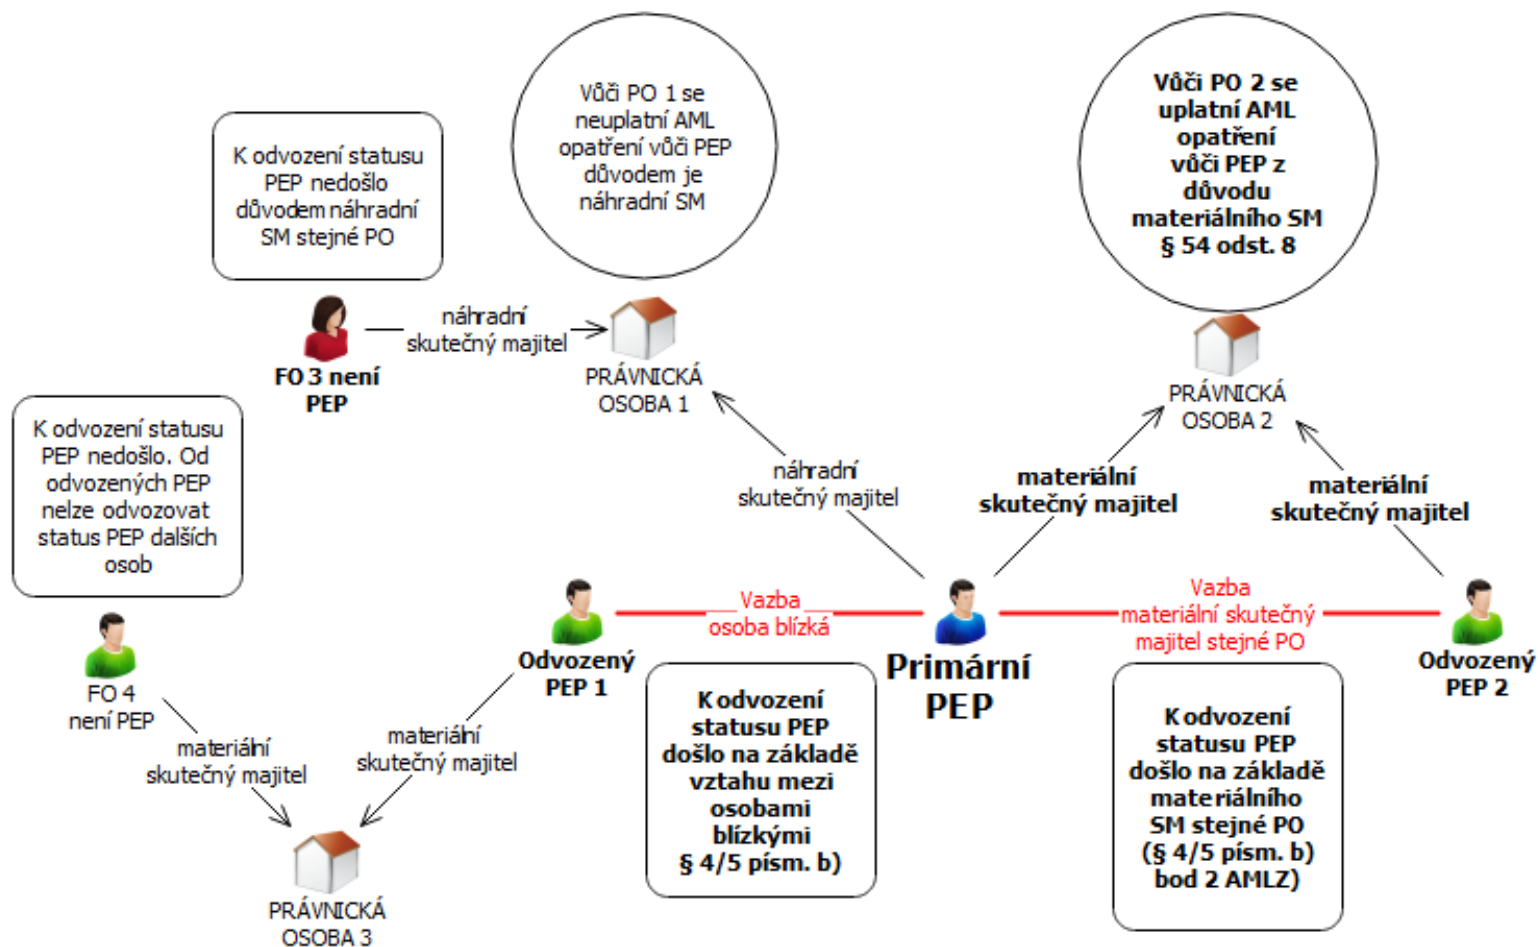 Vůči PO 1 se
neuplatní AML
opatření vůči PEP
důvodem je
náhradní SM
Vůči PO 2 se
uplatní AML
opatření
vůči PEP z
důvodu
materiálního SM
§ 54 odst. 8
K odvození statusu
PEP nedošlo
důvodem náhradní
SM stejné PO
náhradní
skutečný majitel
FO 3 není
PEP
PRÁVNICKÁ
OSOBA 1
PRÁVNICKÁ
OSOBA 2
K odvození statusu
PEP nedošlo. Od
odvozených PEP
nelze odvozovat
status PEP dalších
osob
náhradní
skutečný majitel
materiální
skutečný majitel
materiální
skutečný majitel
Vazba
osoba blízká
Vazba
materiální skutečný
majitel stejné PO
FO 4
není PEP
Odvozený
PEP 1
Primární
PEP
Odvozený
PEP 2
materiální
skutečný majitel
materiální
skutečný majitel
K odvození
statusu PEP
došlo na základě
vztahu mezi
osobami
blízkými
§ 4/5 písm. b)
K odvození
statusu PEP
došlo na základě
materiálního
SM stejné PO
(§ 4/5 písm. b)
bod 2 AMLZ)
PRÁVNICKÁ
OSOBA 3